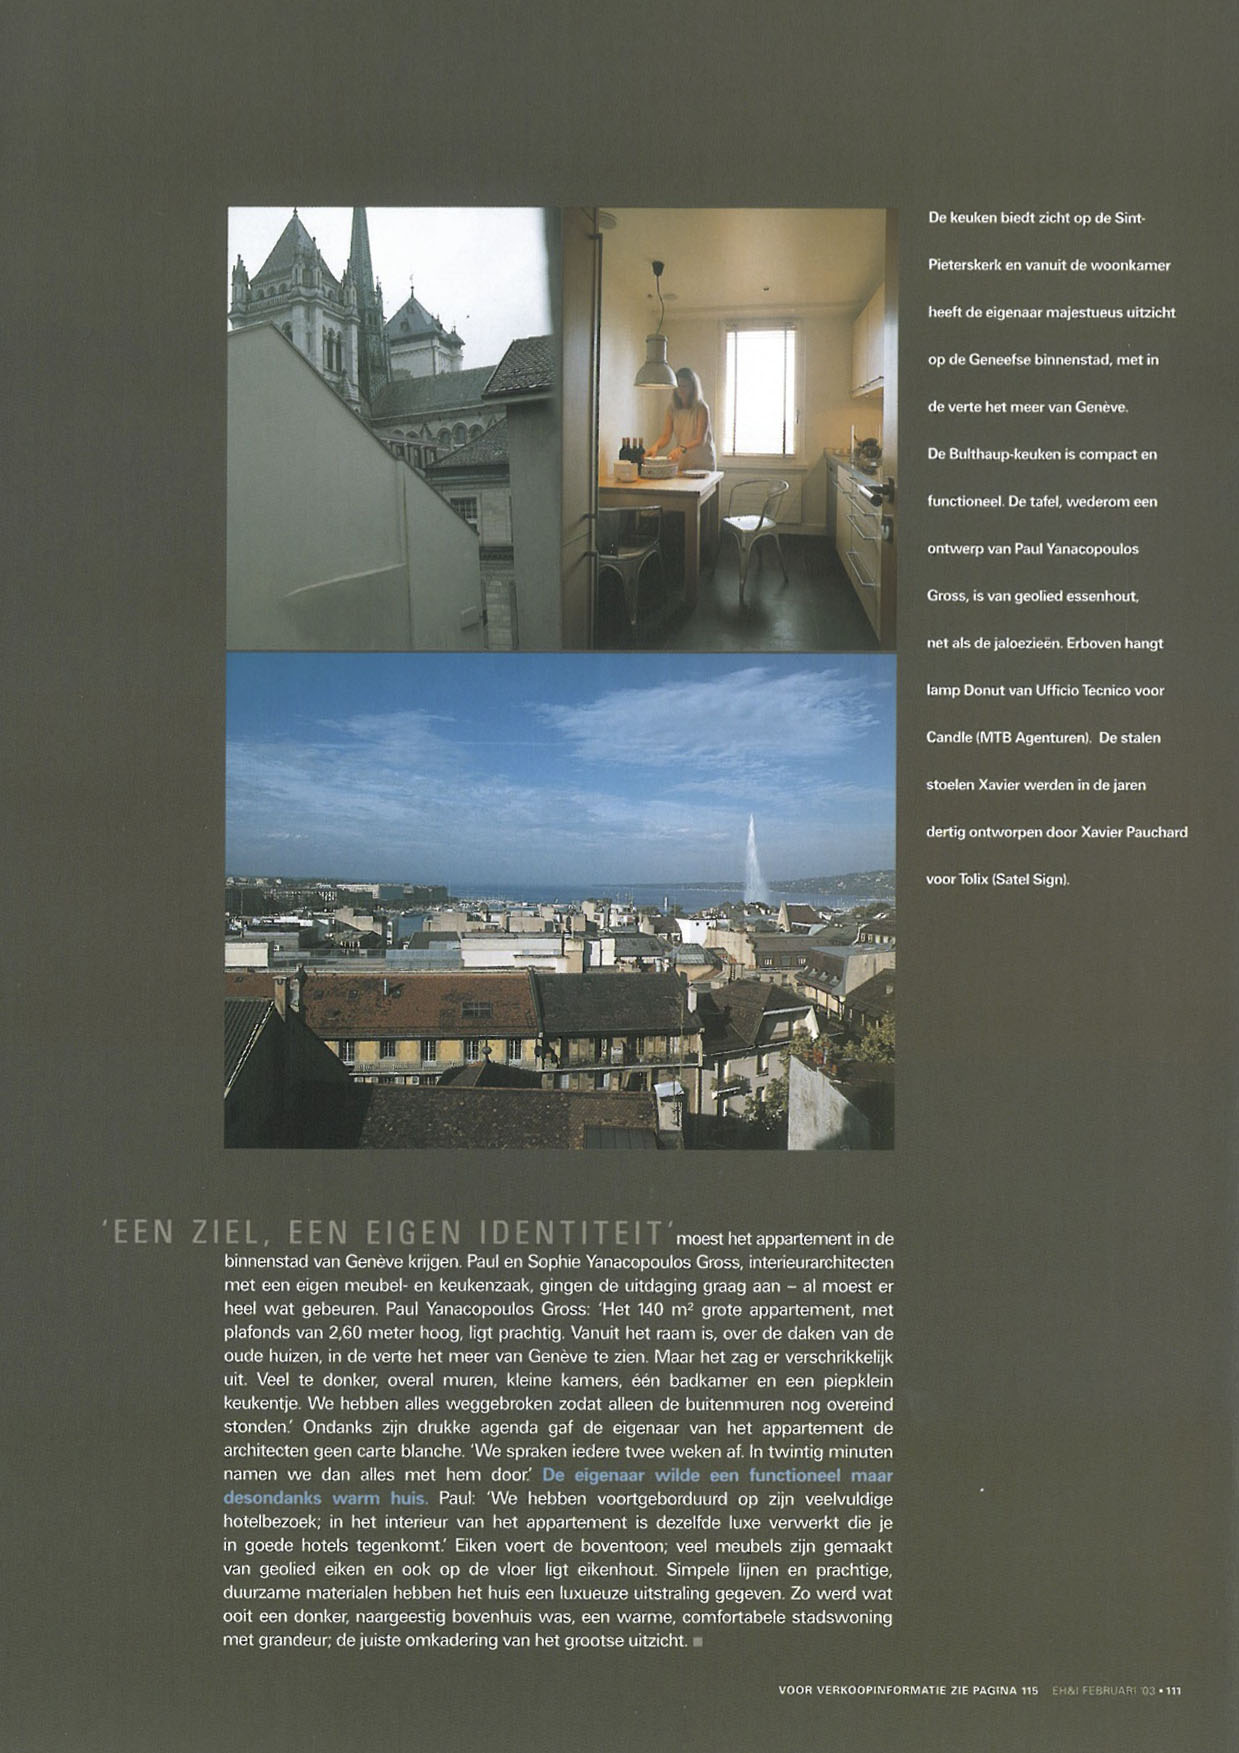 De keuken biedt zicht op de Sint-
Pieterskerk en vanuit de woonkamer
heeft de eigenaar majestueus uitzicht
op de Geneefse binnenstad, met in
de verte het meer van Genève.
De Bulthaup-keuken is compact en
functioneel. De tafel, wederom een
ontwerp van Paul Yanacopoulos
Gross, is van geolied essenhout,
net als de jaloezieën. Erboven hangt
lamp Donut van Ufficio Tecnico voor
Candle (MTB Agenturen). De stalen
stoelen Xavier werden in de jaren
dertig ontworpen door Xavier Pauchard
voor Tolix (Satel Sign).
'EEN ZIEL, EEN EIGEN IDENTITEIT' moest het appartement in de
binnenstad van Genève krijgen. Paul en Sophie Yanacopoulos Gross, interieurarchitecten
met een eigen meubel- en keukenzaak, gingen de uitdaging graag aan – al moest er
heel wat gebeuren. Paul Yanacopoulos Gross: 'Het 140 m² grote appartement, met
plafonds van 2,60 meter hoog, ligt prachtig. Vanuit het raam is, over de daken van de
oude huizen, in de verte het meer van Genève te zien. Maar het zag er verschrikkelijk
uit. Veel te donker, overal muren, kleine kamers, één badkamer en een piepklein
keukentje. We hebben alles weggebroken zodat alleen de buitenmuren nog overeind
stonden.' Ondanks zijn drukke agenda gaf de eigenaar van het appartement de
architecten geen carte blanche. 'We spraken iedere twee weken af. In twintig minuten
namen we dan alles met hem door.' De eigenaar wilde een functioneel maar
desondanks warm huis. Paul: 'We hebben voortgeborduurd op zijn veelvuldige
hotelbezoek; in het interieur van het appartement is dezelfde luxe verwerkt die je
in goede hotels tegenkomt.' Eiken voert de boventoon; veel meubels zijn gemaakt
van geolied eiken en ook op de vloer ligt eikenhout. Simpele lijnen en prachtige,
duurzame materialen hebben het huis een luxueuze uitstraling gegeven. Zo werd wat
ooit een donker, naargeestig bovenhuis was, een warme, comfortabele stadswoning
met grandeur; de juiste omkadering van het grootse uitzicht. ■
VOOR VERKOOPINFORMATIE ZIE PAGINA 115 EH&I FEBRUARI '03 • 111